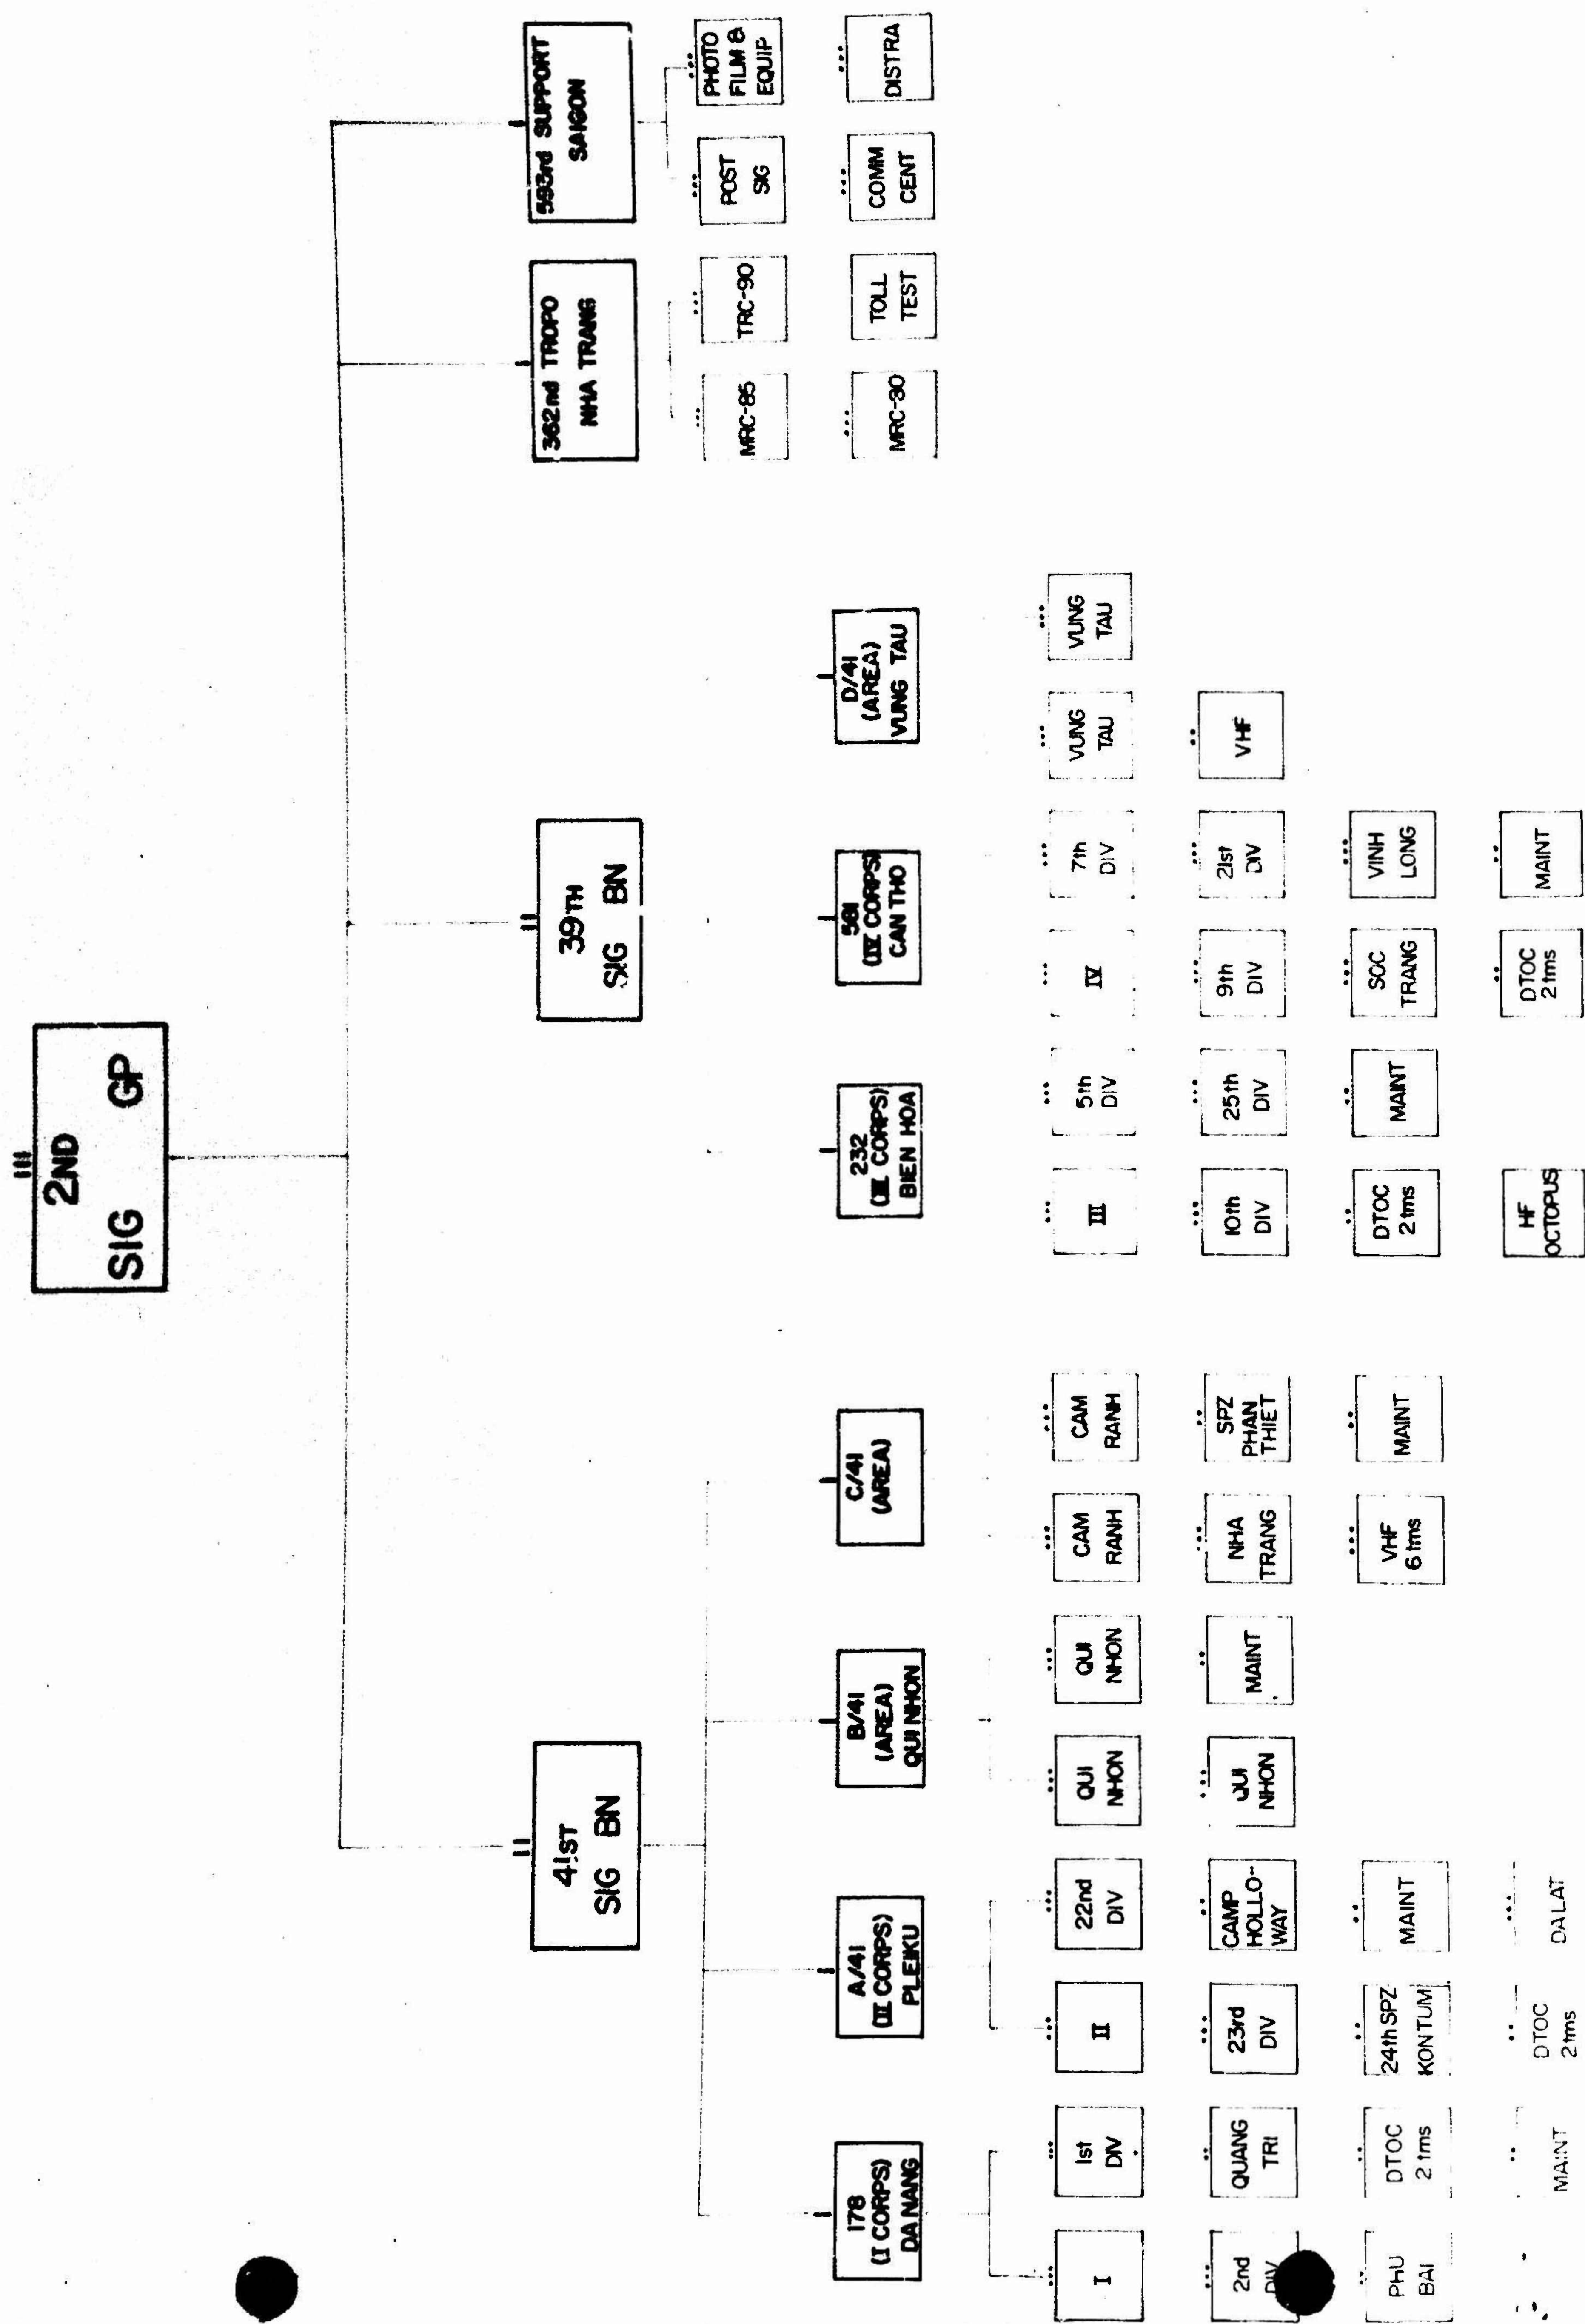 2ND
SIG GP
41ST
SIG BN
39TH
SIG BN
362nd TROPO
NHA TRANG
593rd SUPPORT
SAIGON
178
(I CORPS)
DA NANG
A/41
(II CORPS)
PLEIKU
B/41
(AREA)
QUI NHON
C/41
(AREA)
232
(III CORPS)
BIEN HOA
581
(IV CORPS)
CAN THO
D/41
(AREA)
VUNG TAU
MRC-85
TRC-90
POST
SIG
PHOTO
FILM &
EQUIP
MRC-80
TOLL
TEST
COMM
CENT
DISTRA
I
1st
DIV
II
22nd
DIV
QUI
NHON
QUI
NHON
CAM
RANH
CAM
RANH
III
5th
DIV
IV
7th
DIV
VUNG
TAU
VUNG
TAU
2nd
DIV
QUANG
TRI
23rd
DIV
CAMP
HOLLO-
WAY
QUI
NHON
MAINT
NHA
TRANG
SPZ
PHAN
THIET
10th
DIV
25th
DIV
9th
DIV
21st
DIV
VHF
PHU
BAI
DTOC
2 tms
24th SPZ
KONTUM
MAINT
VHF
6 tms
MAINT
DTOC
2 tms
MAINT
SOC
TRANG
VINH
LONG
MAINT
DTOC
2 tms
DALAT
HF
OCTOPUS
DTOC
2 tms
MAINT